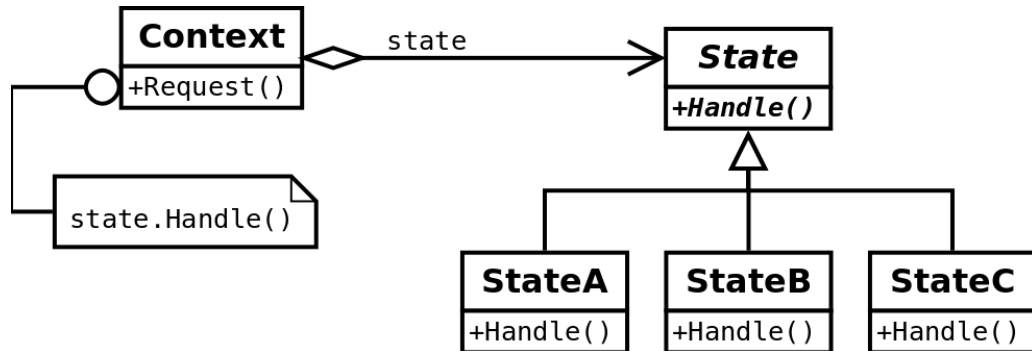 Context
+Request()
state
State
+Handle()
state.Handle()
StateA
+Handle()
StateB
+Handle()
StateC
+Handle()